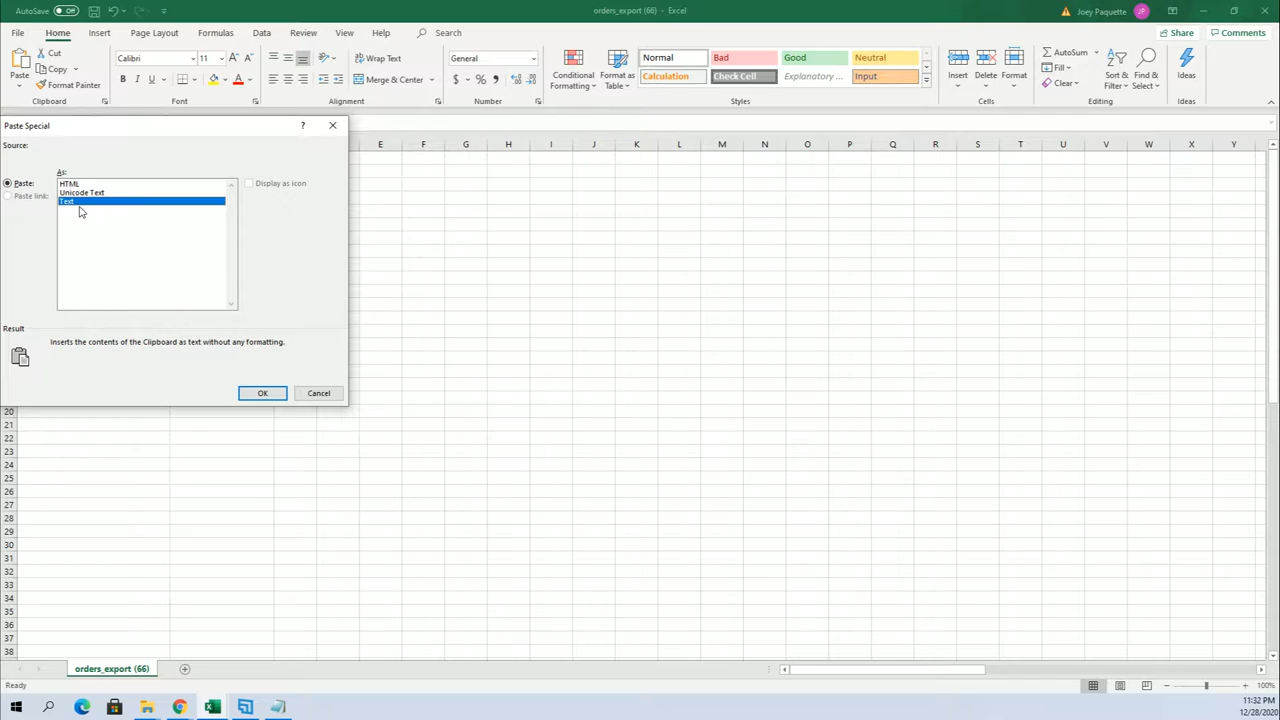 AutoSave Off
orders_export (66) - Excel
Joey Paquette JP
File Home Insert Page Layout Formulas Data Review View Help Search
Share Comments
Paste
Cut
Copy
Format Painter
Clipboard
Calibri 11
B I U
Font
Wrap Text
Merge & Center
Alignment
General
$ % 9
Number
Conditional Formatting
Format as Table
Normal Bad Good Neutral
Calculation Check Cell Explanatory ... Input
Styles
Insert Delete Format
Cells
AutoSum
Fill
Clear
Sort & Filter
Find & Select
Editing
Ideas
Ideas
Paste Special ?
Source:
As:
Paste:
Paste link:
HTML
Unicode Text
Text
Display as icon
Result
Inserts the contents of the Clipboard as text without any formatting.
OK Cancel
E F G H I J K L M N O P Q R S T U V W X Y
20
21
22
23
24
25
26
27
28
29
30
31
32
33
34
35
36
37
38
orders_export (66)
Ready
100%
11:32 PM
12/28/2020